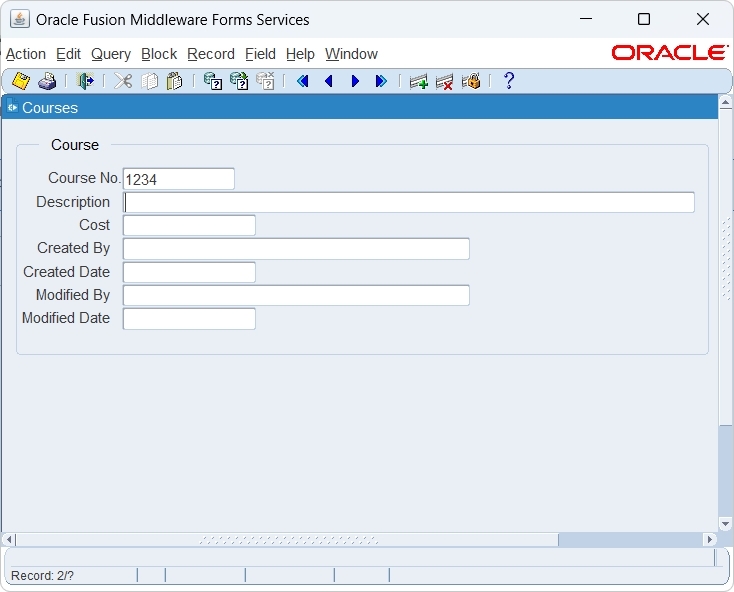 Oracle Fusion Middleware Forms Services
Action Edit Query Block Record Field Help Window ORACLE
Courses
Course
Course No. 1234
Description
Cost
Created By
Created Date
Modified By
Modified Date
Record: 2/?